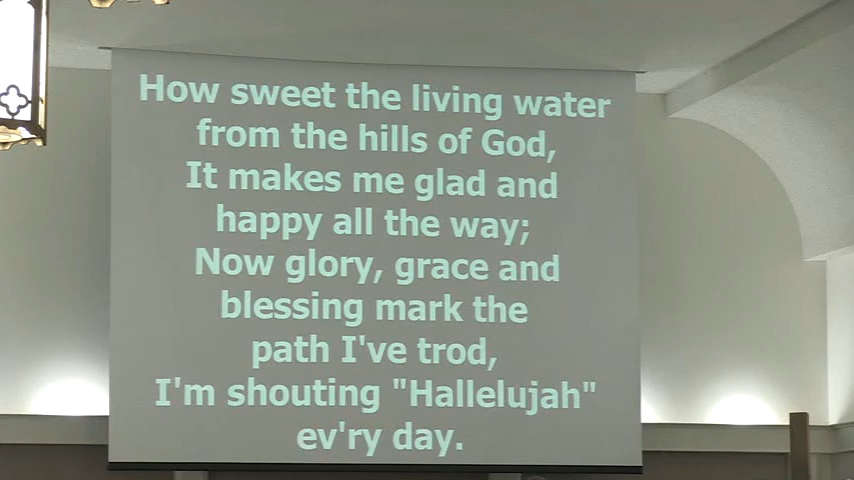 How sweet the living water
from the hills of God,
It makes me glad and
happy all the way;
Now glory, grace and
blessing mark the
path I've trod,
I'm shouting "Hallelujah"
ev'ry day.